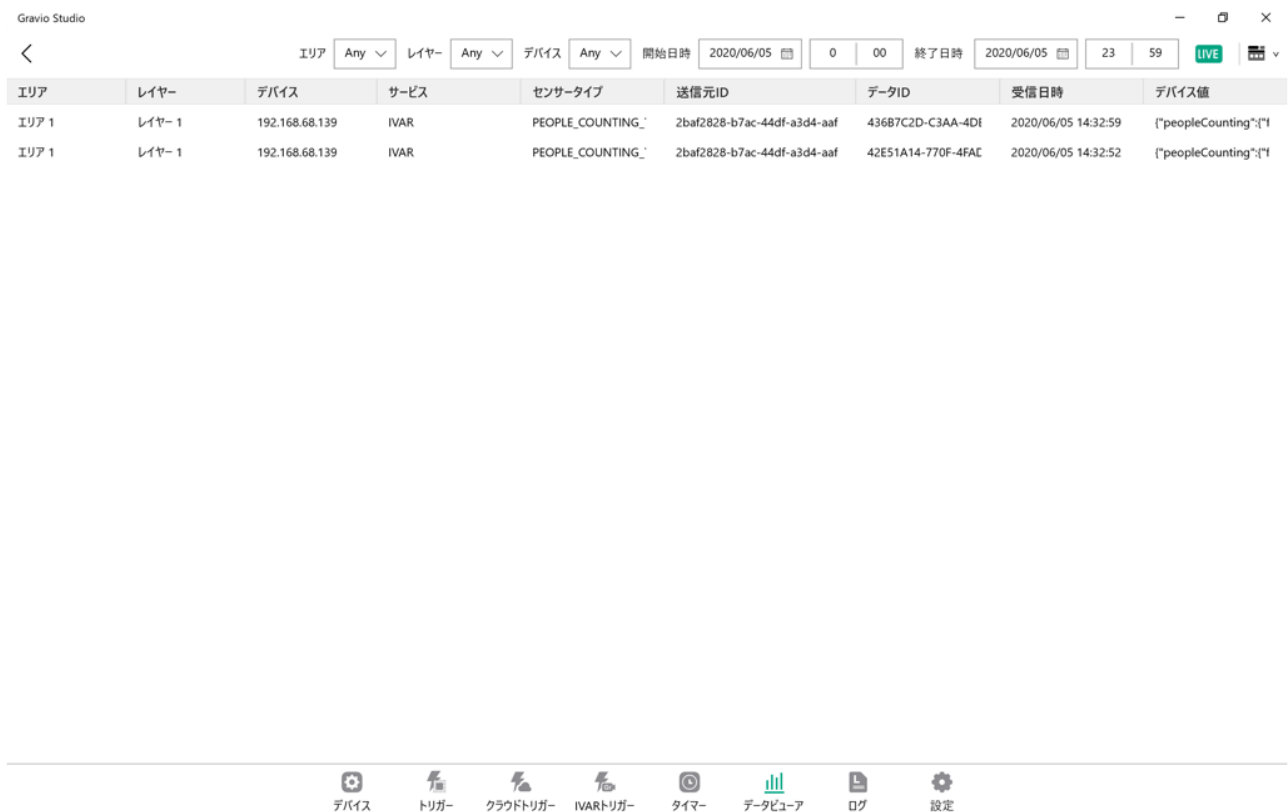 Gravio Studio
エリア Any レイヤー Any デバイス Any 開始日時 2020/06/05 0 00 終了日時 2020/06/05 23 59 LIVE
エリア レイヤー デバイス サービス センサータイプ 送信元ID データID 受信日時 デバイス値
エリア 1 レイヤー 1 192.168.68.139 IVAR PEOPLE_COUNTING_ 2baf2828-b7ac-44df-a3d4-aaf 436B7C2D-C3AA-4DE 2020/06/05 14:32:59 {"peopleCounting":{"f
エリア 1 レイヤー 1 192.168.68.139 IVAR PEOPLE_COUNTING_ 2baf2828-b7ac-44df-a3d4-aaf 42E51A14-770F-4FAD 2020/06/05 14:32:52 {"peopleCounting":{"f
デバイス トリガー クラウドトリガー IVARトリガー タイマー データビューア ログ 設定